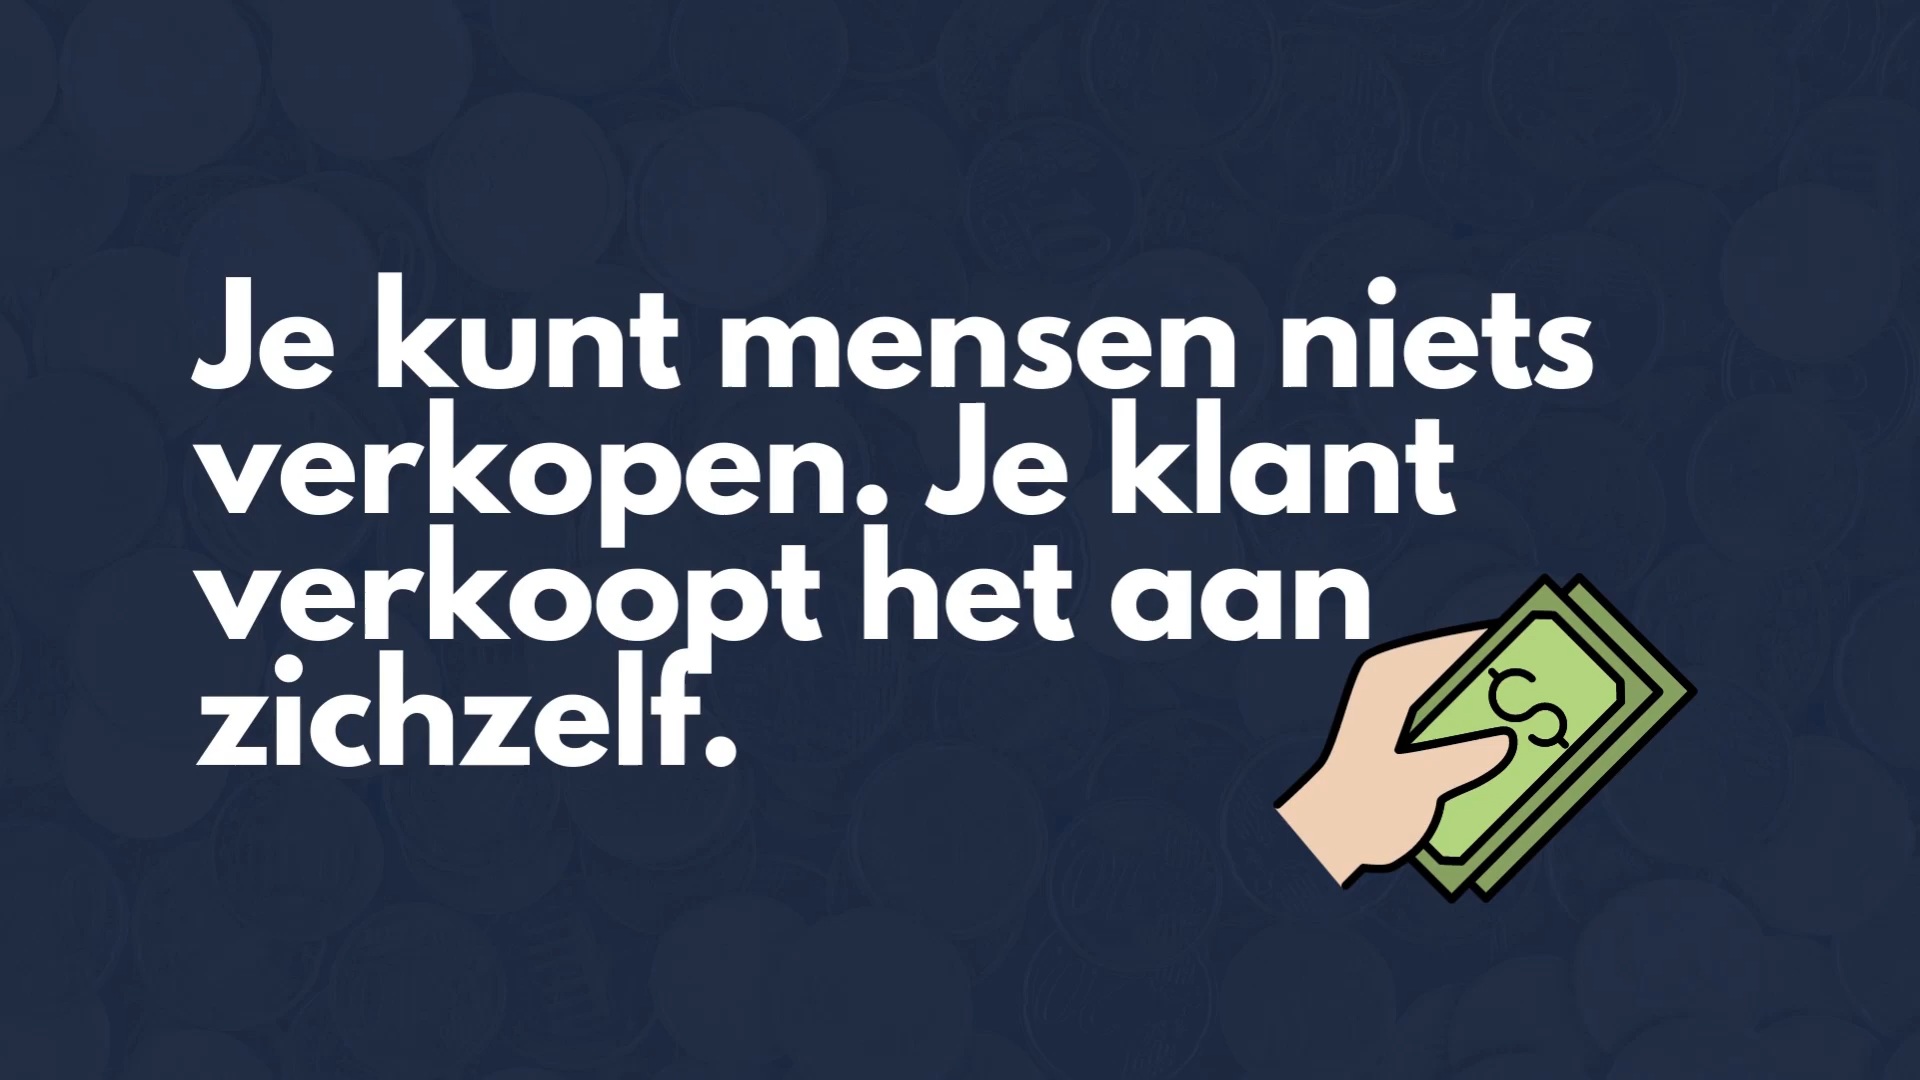 Je kunt mensen niets
verkopen. Je klant
verkoopt het aan
zichzelf.